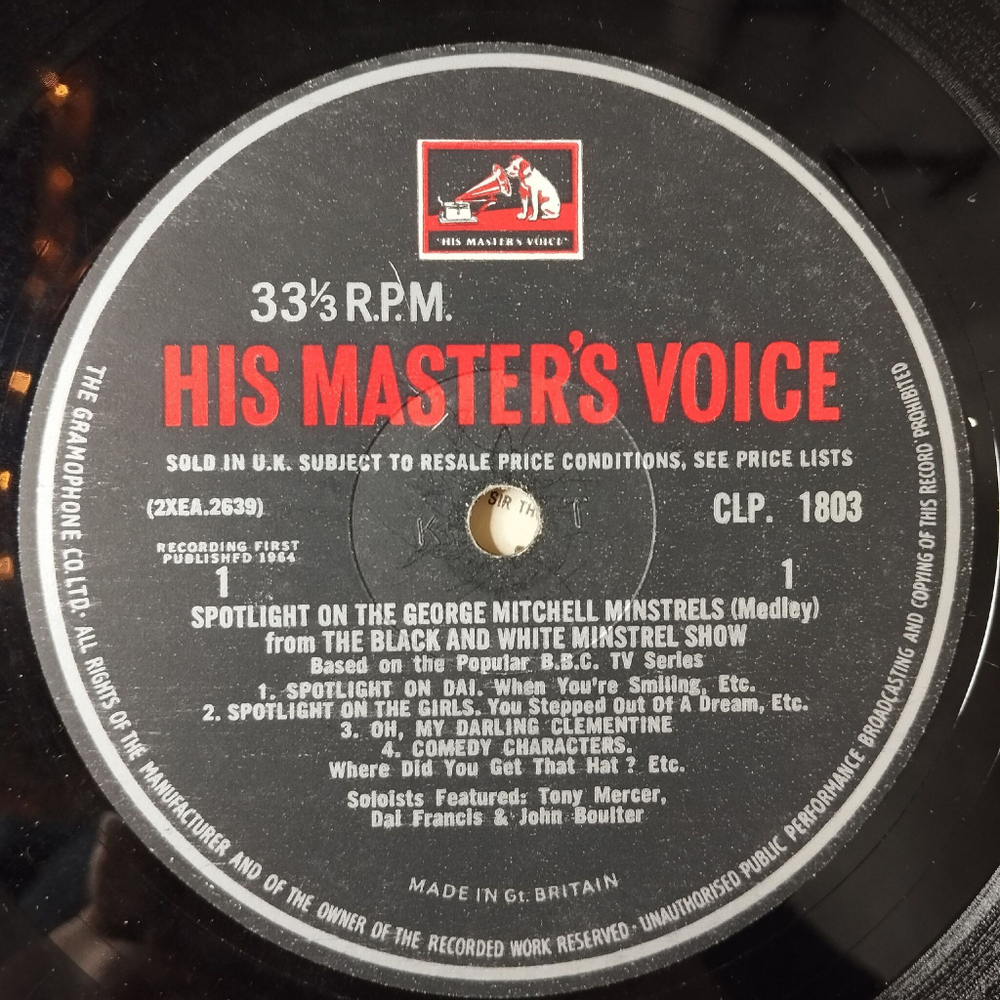 "HIS MASTER'S VOICE"
33⅓ R.P.M.
HIS MASTER'S VOICE
SOLD IN U.K. SUBJECT TO RESALE PRICE CONDITIONS, SEE PRICE LISTS
(2XEA.2639)
CLP. 1803
RECORDING FIRST
PUBLISHED 1964
1
1
SIR TH
K T
SPOTLIGHT ON THE GEORGE MITCHELL MINSTRELS (Medley)
from THE BLACK AND WHITE MINSTREL SHOW
Based on the Popular B.B.C. TV Series
1. SPOTLIGHT ON DAI. When You're Smiling, Etc.
2. SPOTLIGHT ON THE GIRLS. You Stepped Out Of A Dream, Etc.
3. OH, MY DARLING CLEMENTINE
4. COMEDY CHARACTERS.
Where Did You Get That Hat? Etc.
Soloists Featured: Tony Mercer,
Dai Francis & John Boulter
MADE IN Gt. BRITAIN
THE GRAMOPHONE CO. LTD. ALL RIGHTS OF THE MANUFACTURER AND OF THE OWNER OF THE RECORDED WORK RESERVED · UNAUTHORISED PUBLIC PERFORMANCE BROADCASTING AND COPYING OF THIS RECORD PROHIBITED